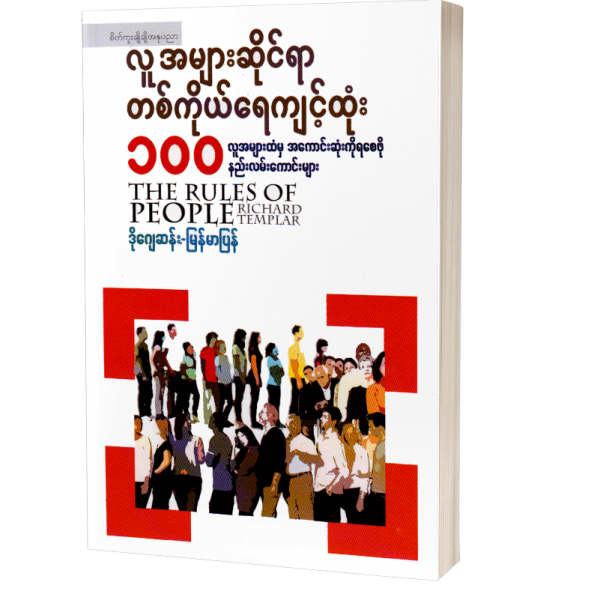 စိတ်ကူးချိုချိုအနုပညာ
လူအများဆိုင်ရာ
တစ်ကိုယ်ရေကျင့်ထုံး
၁၀၀ လူအများထံမှ အကောင်းဆုံးကိုရစေဖို့
နည်းလမ်းကောင်းများ
THE RULES OF
PEOPLE RICHARD
TEMPLAR
ဒိုဂျေဆန်း-မြန်မာပြန်